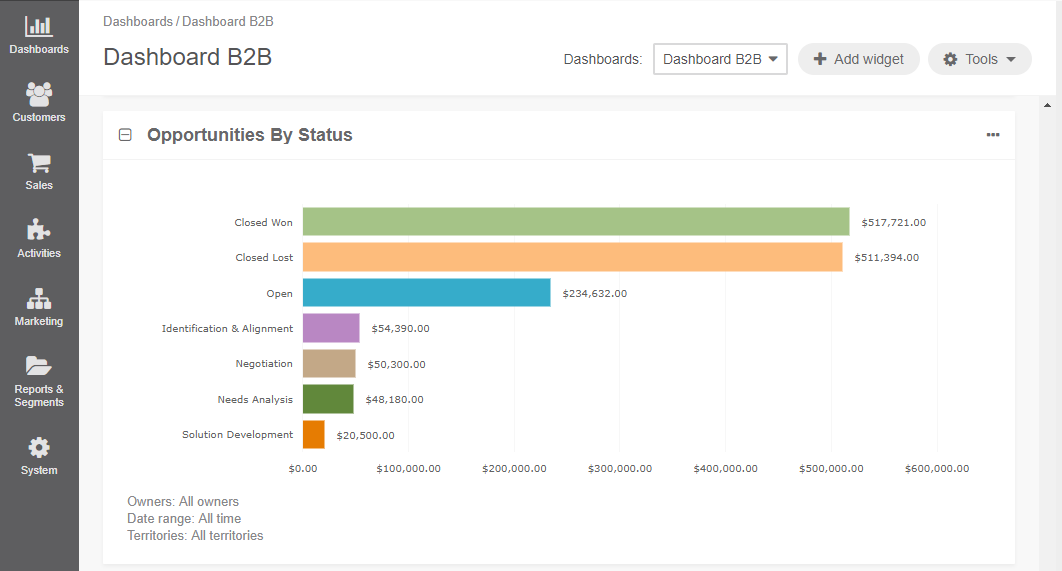 Dashboards
Customers
Sales
Activities
Marketing
Reports &
Segments
System
Dashboards / Dashboard B2B
Dashboard B2B
Dashboards:
Dashboard B2B
Add widget
Tools
Opportunities By Status
Closed Won $517,721.00
Closed Lost $511,394.00
Open $234,632.00
Identification & Alignment $54,390.00
Negotiation $50,300.00
Needs Analysis $48,180.00
Solution Development $20,500.00
$0.00 $100,000.00 $200,000.00 $300,000.00 $400,000.00 $500,000.00 $600,000.00
Owners: All owners
Date range: All time
Territories: All territories